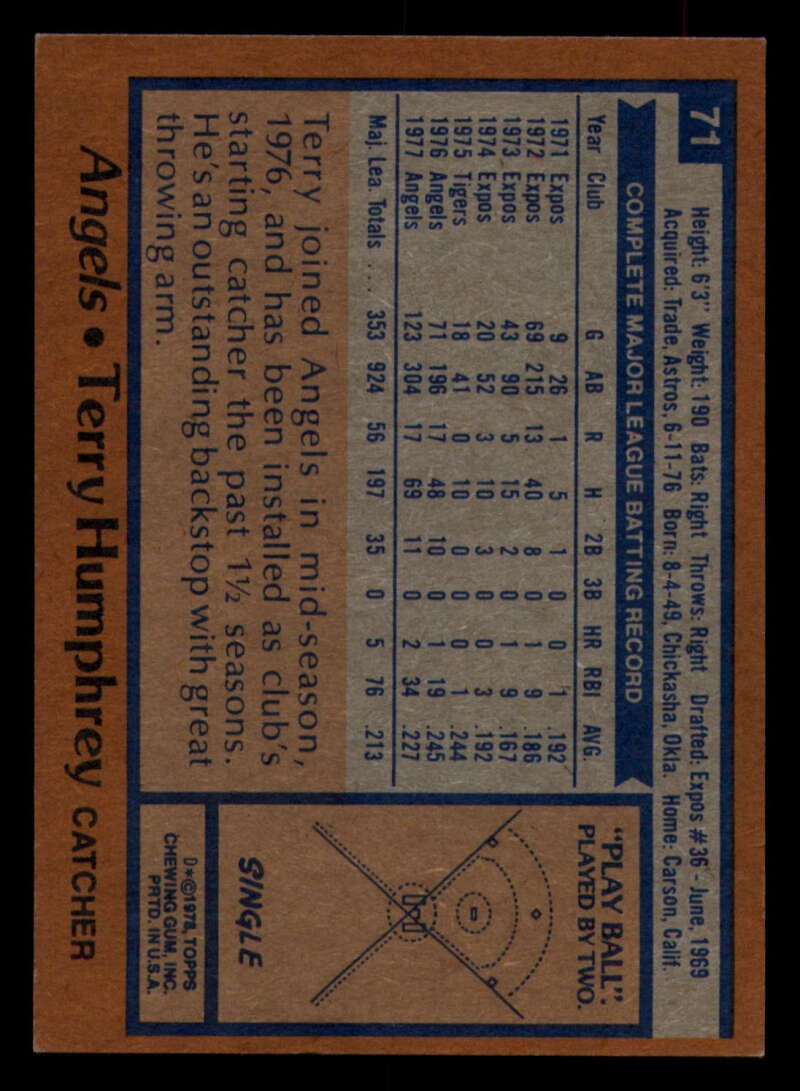 71
Height: 6'3" Weight: 190 Bats: Right Throws: Right Drafted: Expos #36 - June, 1969
Acquired: Trade, Astros, 6-11-76 Born: 8-4-49, Chickasha, Okla. Home: Carson, Calif.
COMPLETE MAJOR LEAGUE BATTING RECORD
Year Club G AB R H 2B 3B HR RBI AVG.
1971 Expos 9 26 1 5 1 0 0 1 .192
1972 Expos 69 215 13 40 8 0 1 9 .186
1973 Expos 43 90 5 15 2 0 1 9 .167
1974 Expos 20 52 3 10 3 0 0 3 .192
1975 Tigers 18 41 0 10 0 0 0 1 .244
1976 Angels 71 196 17 48 10 0 1 19 .245
1977 Angels 123 304 17 69 11 0 2 34 .227
Maj. Lea. Totals .... 353 924 56 197 35 0 5 76 .213
Terry joined Angels in mid-season,
1976, and has been installed as club's
starting catcher the past 1½ seasons.
He's an outstanding backstop with great
throwing arm.
"PLAY BALL":
PLAYED BY TWO.
SINGLE
D*©1978, TOPPS
CHEWING GUM, INC.
PRTD. IN U.S.A.
Angels • Terry Humphrey CATCHER